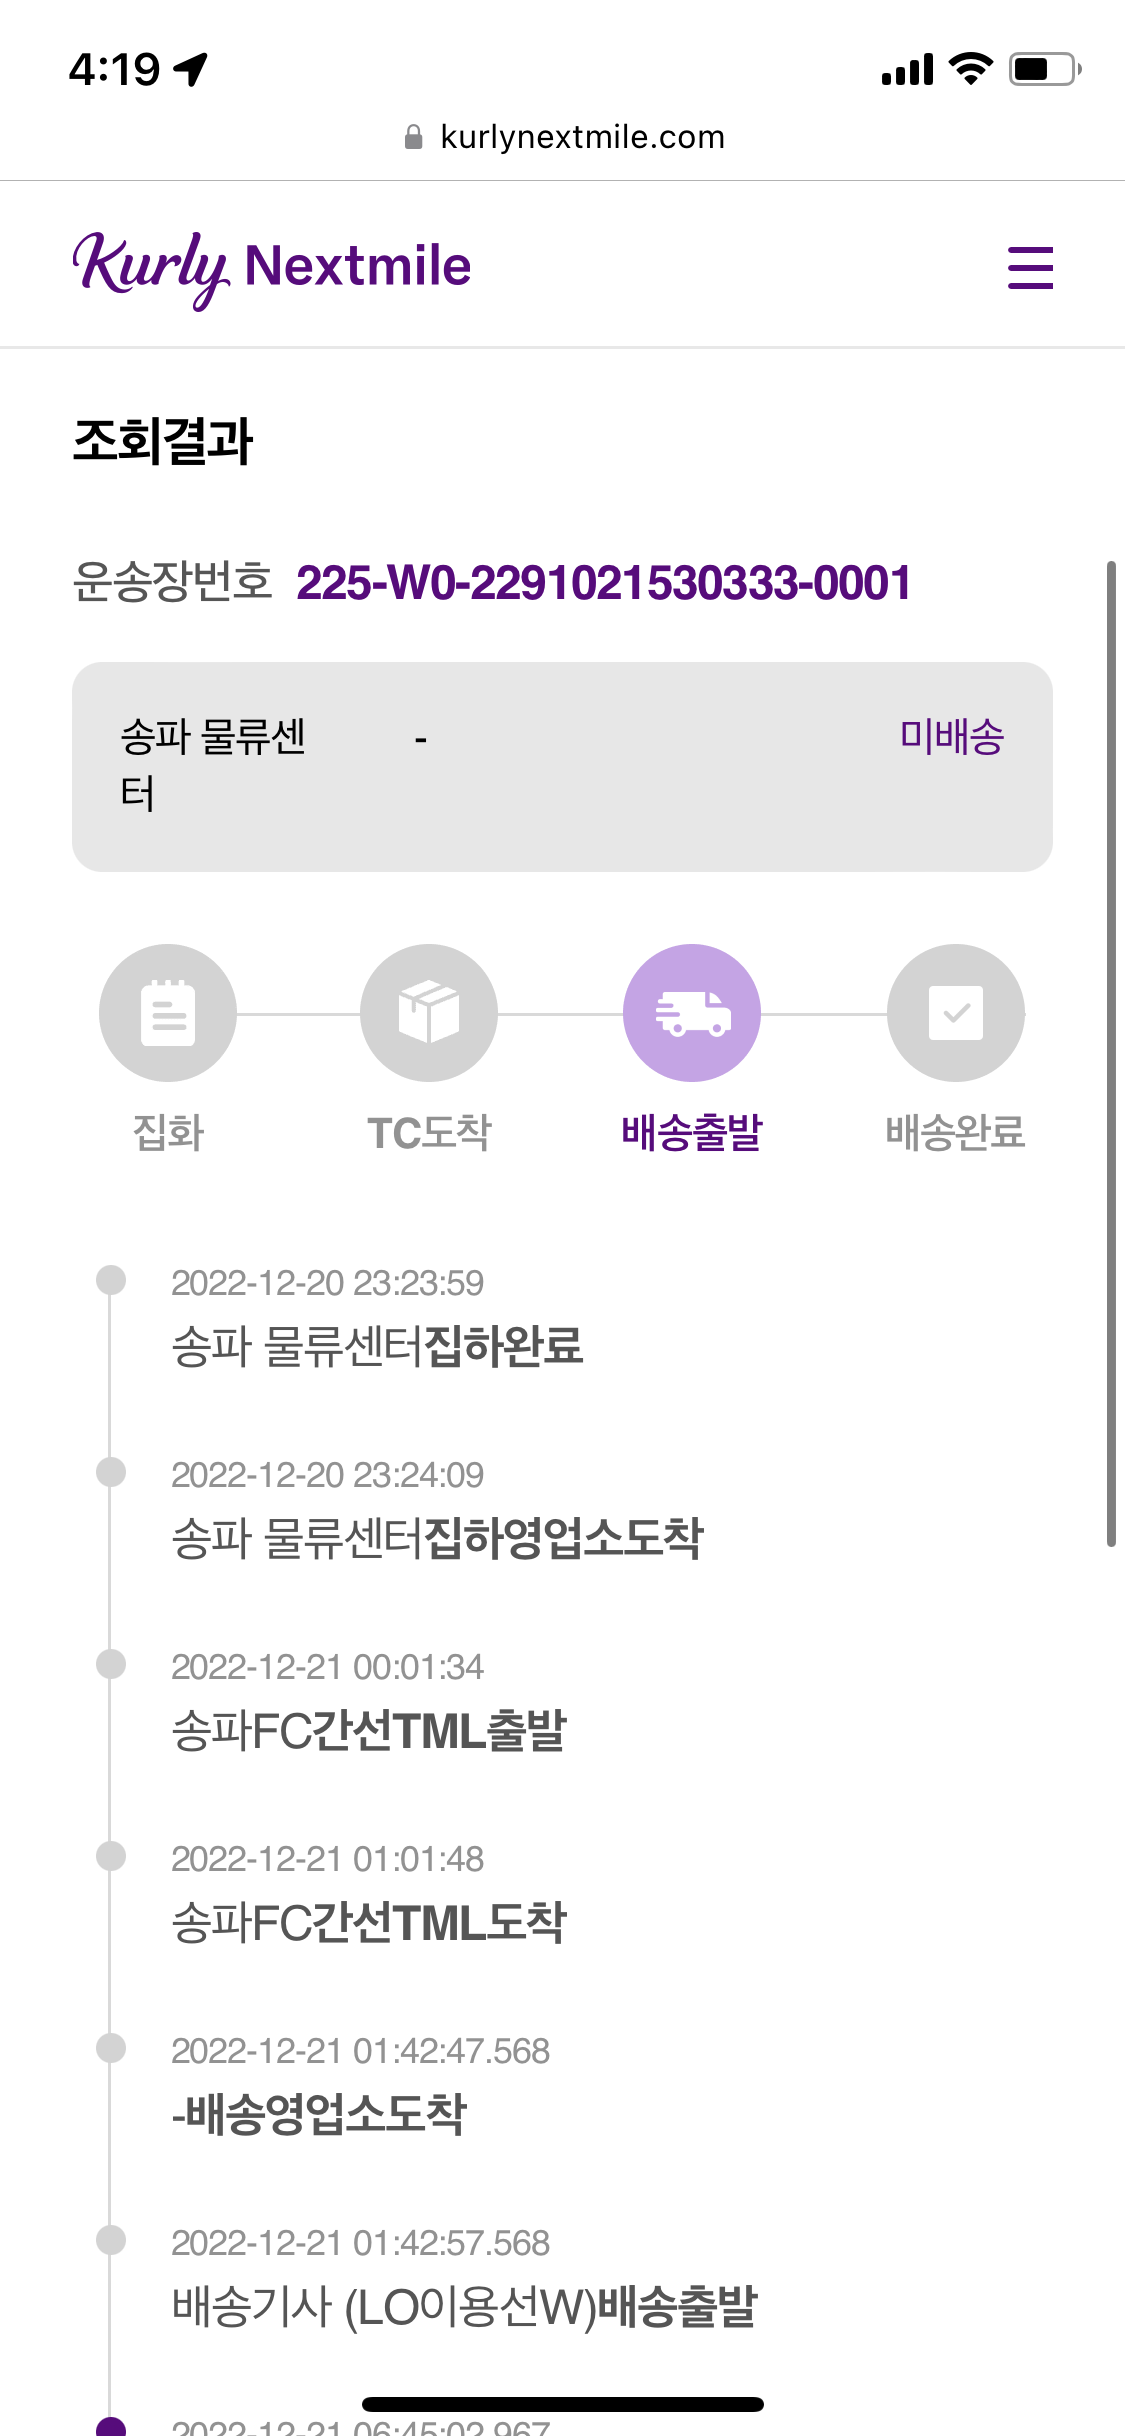 4:19
kurlynextmile.com
Kurly Nextmile
조회결과
운송장번호 225-W0-2291021530333-0001
송파 물류센 - 미배송
터
집화 TC도착 배송출발 배송완료
2022-12-20 23:23:59
송파 물류센터집하완료
2022-12-20 23:24:09
송파 물류센터집하영업소도착
2022-12-21 00:01:34
송파FC간선TML출발
2022-12-21 01:01:48
송파FC간선TML도착
2022-12-21 01:42:47.568
-배송영업소도착
2022-12-21 01:42:57.568
배송기사 (LO이용선W)배송출발
2022-12-21 06:45:02.967